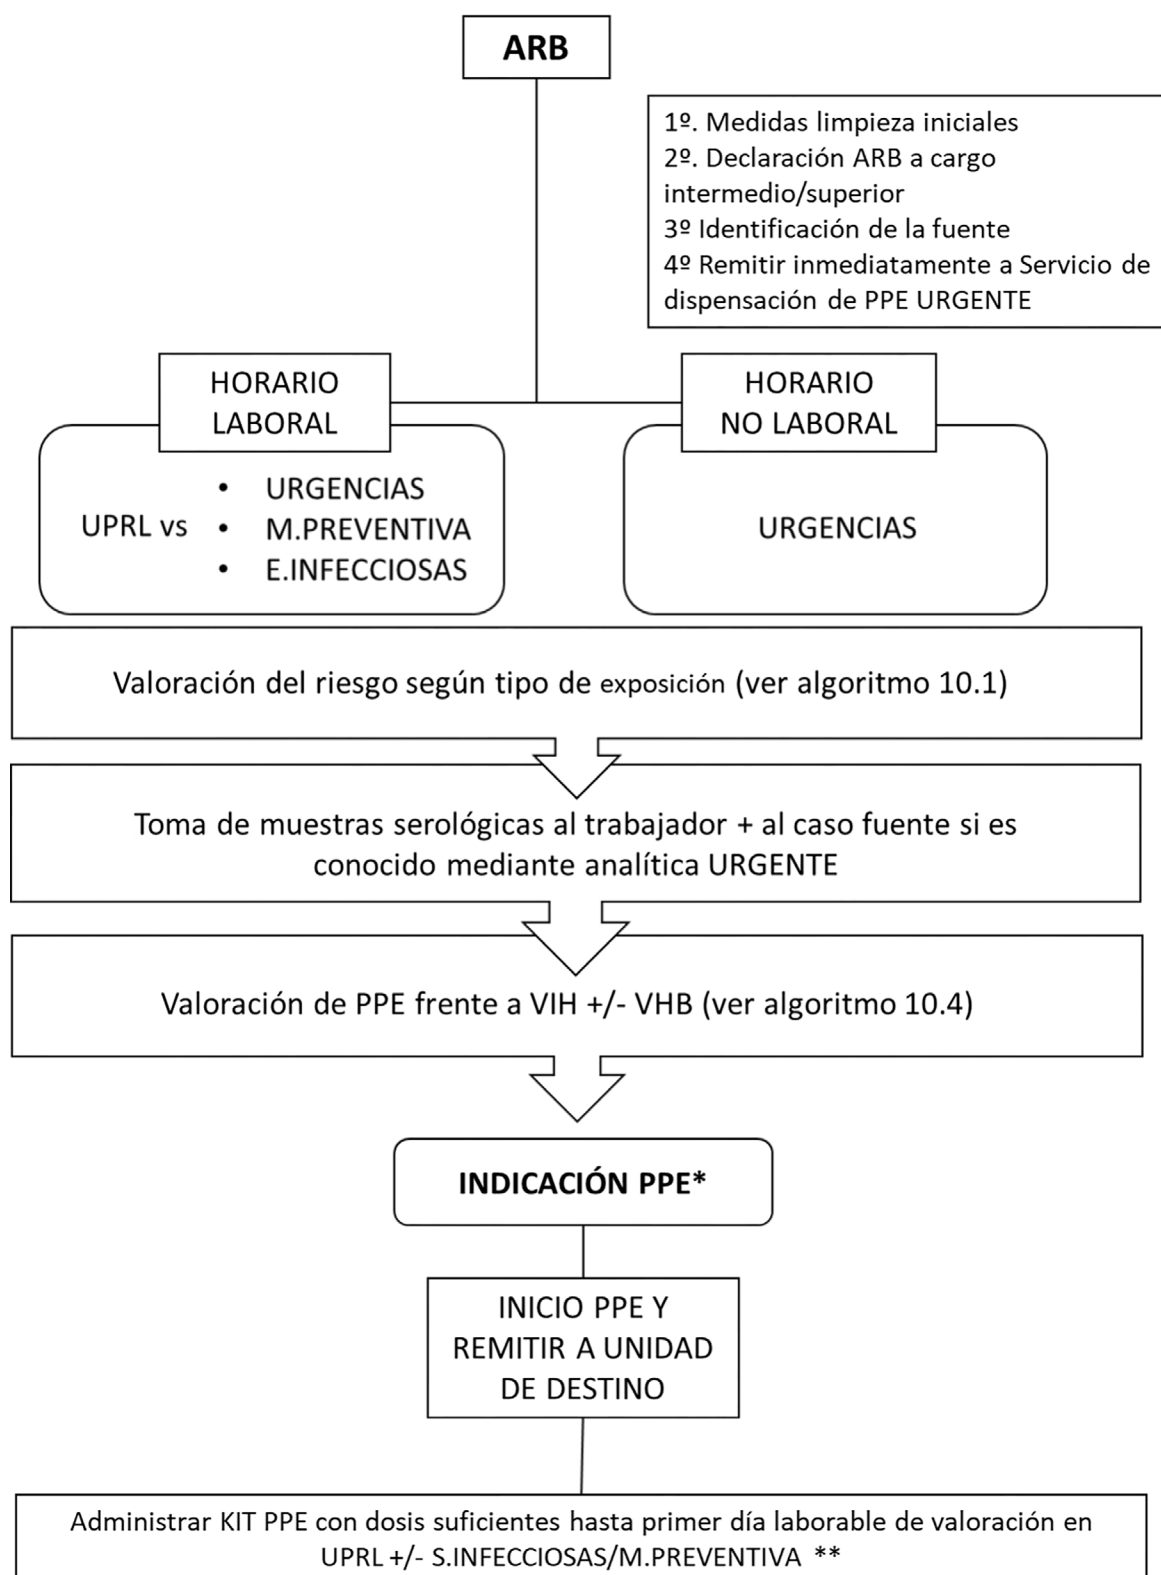 ARB
1º. Medidas limpieza iniciales
2º. Declaración ARB a cargo
intermedio/superior
3º Identificación de la fuente
4º Remitir inmediatamente a Servicio de
dispensación de PPE URGENTE
HORARIO
LABORAL
HORARIO
NO LABORAL
UPRL vs
• URGENCIAS
• M.PREVENTIVA
• E.INFECCIOSAS
URGENCIAS
Valoración del riesgo según tipo de exposición (ver algoritmo 10.1)
Toma de muestras serológicas al trabajador + al caso fuente si es
conocido mediante analítica URGENTE
Valoración de PPE frente a VIH +/- VHB (ver algoritmo 10.4)
INDICACIÓN PPE*
INICIO PPE Y
REMITIR A UNIDAD
DE DESTINO
Administrar KIT PPE con dosis suficientes hasta primer día laborable de valoración en
UPRL +/- S.INFECCIOSAS/M.PREVENTIVA **